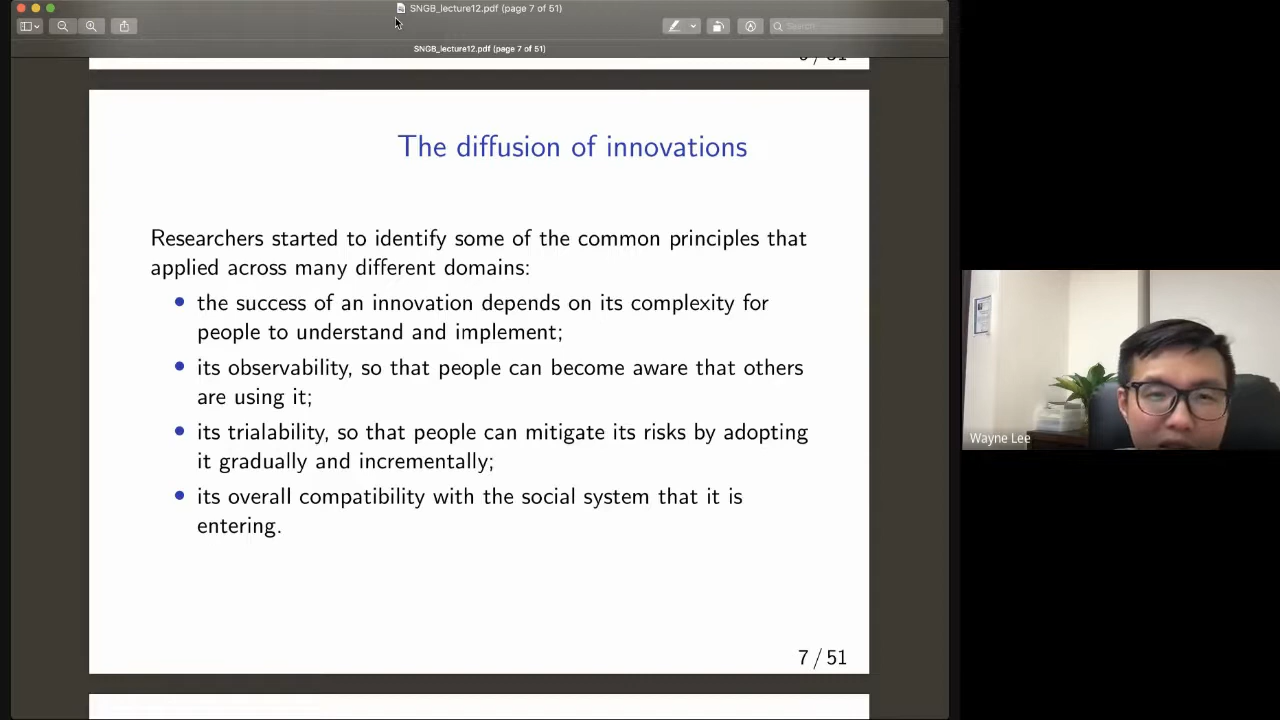 SNGB_lecture12.pdf (page 7 of 51)
Search
SNGB_lecture12.pdf (page 7 of 51)
The diffusion of innovations
Researchers started to identify some of the common principles that
applied across many different domains:
• the success of an innovation depends on its complexity for
people to understand and implement;
• its observability, so that people can become aware that others
are using it;
• its trialability, so that people can mitigate its risks by adopting
it gradually and incrementally;
• its overall compatibility with the social system that it is
entering.
7 / 51
Wayne Lee